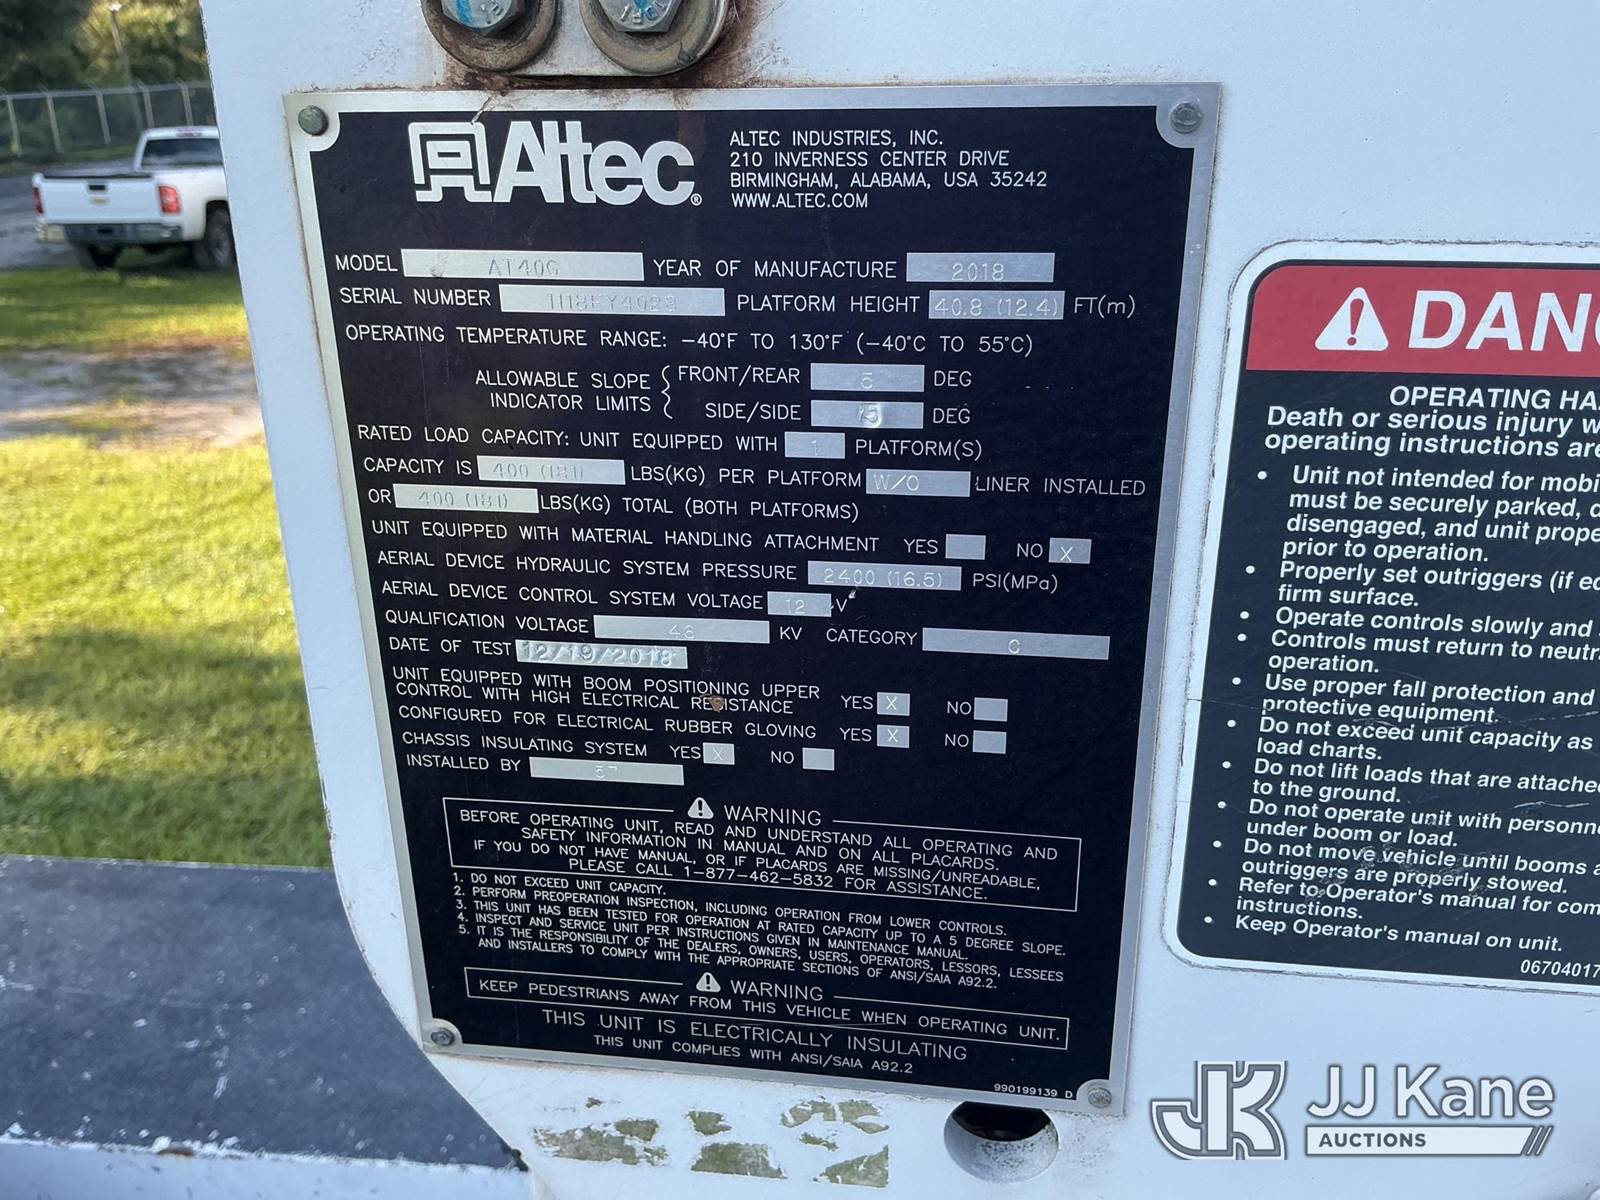 Altec®
ALTEC INDUSTRIES, INC.
210 INVERNESS CENTER DRIVE
BIRMINGHAM, ALABAMA, USA 35242
WWW.ALTEC.COM
MODEL AT40G YEAR OF MANUFACTURE 2018
SERIAL NUMBER PLATFORM HEIGHT 40.8 (12.4) FT(m)
OPERATING TEMPERATURE RANGE: -40°F TO 130°F (-40°C TO 55°C)
ALLOWABLE SLOPE INDICATOR LIMITS
FRONT/REAR 5 DEG
SIDE/SIDE 5 DEG
RATED LOAD CAPACITY: UNIT EQUIPPED WITH 1 PLATFORM(S)
CAPACITY IS 400 (181) LBS(KG) PER PLATFORM W/O LINER INSTALLED
OR 400 (181) LBS(KG) TOTAL (BOTH PLATFORMS)
UNIT EQUIPPED WITH MATERIAL HANDLING ATTACHMENT YES NO X
AERIAL DEVICE HYDRAULIC SYSTEM PRESSURE 2400 (16.5) PSI(MPa)
AERIAL DEVICE CONTROL SYSTEM VOLTAGE 12 V
QUALIFICATION VOLTAGE 46 KV CATEGORY C
DATE OF TEST 12/19/2018
UNIT EQUIPPED WITH BOOM POSITIONING UPPER
CONTROL WITH HIGH ELECTRICAL RESISTANCE YES X NO
CONFIGURED FOR ELECTRICAL RUBBER GLOVING YES X NO
CHASSIS INSULATING SYSTEM YES X NO
INSTALLED BY 67
WARNING
BEFORE OPERATING UNIT, READ AND UNDERSTAND ALL OPERATING AND
SAFETY INFORMATION IN MANUAL AND ON ALL PLACARDS.
IF YOU DO NOT HAVE MANUAL, OR IF PLACARDS ARE MISSING/UNREADABLE,
PLEASE CALL 1-877-462-5832 FOR ASSISTANCE.
1. DO NOT EXCEED UNIT CAPACITY.
2. PERFORM PREOPERATION INSPECTION, INCLUDING OPERATION FROM LOWER CONTROLS.
3. THIS UNIT HAS BEEN TESTED FOR OPERATION AT RATED CAPACITY UP TO A 5 DEGREE SLOPE.
4. INSPECT AND SERVICE UNIT PER INSTRUCTIONS GIVEN IN MAINTENANCE MANUAL.
5. IT IS THE RESPONSIBILITY OF THE DEALERS, OWNERS, USERS, OPERATORS, LESSORS, LESSEES
AND INSTALLERS TO COMPLY WITH THE APPROPRIATE SECTIONS OF ANSI/SAIA A92.2.
WARNING
KEEP PEDESTRIANS AWAY FROM THIS VEHICLE WHEN OPERATING UNIT.
THIS UNIT IS ELECTRICALLY INSULATING
THIS UNIT COMPLIES WITH ANSI/SAIA A92.2
990199139 D
DANG
OPERATING HA
Death or serious injury w
operating instructions are
• Unit not intended for mobi
must be securely parked,
disengaged, and unit prope
prior to operation.
• Properly set outriggers (if
firm surface.
• Operate controls slowly and
• Controls must return to neutr
operation.
• Use proper fall protection and
protective equipment.
• Do not exceed unit capacity as
load charts.
• Do not lift loads that are attache
to the ground.
• Do not operate unit with personn
under boom or load.
• Do not move vehicle until booms a
outriggers are properly stowed.
• Refer to Operator's manual for com
instructions.
• Keep Operator's manual on unit.
06704017
JK JJ Kane
AUCTIONS